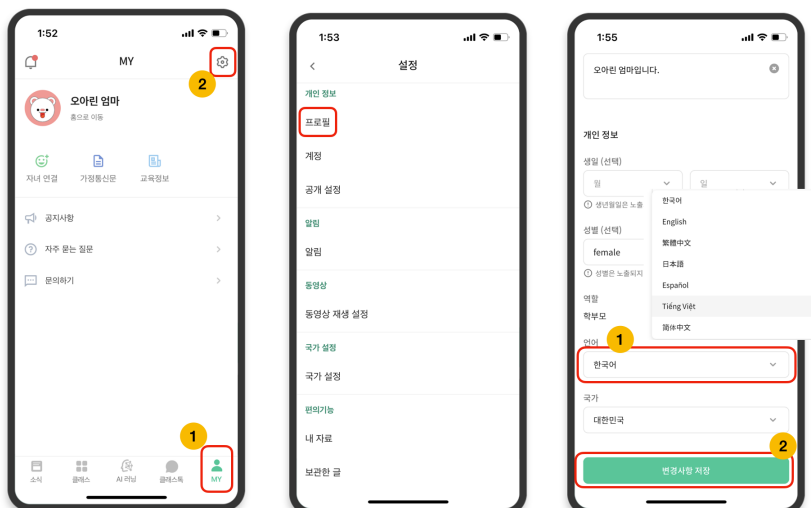 1:52
MY
2
오아린 엄마
홈으로 이동
자녀 연결
가정통신문
교육정보
공지사항
자주 묻는 질문
문의하기
1
소식
클래스
AI 러닝
클래스톡
MY
1:53
설정
개인 정보
프로필
계정
공개 설정
알림
알림
동영상
동영상 재생 설정
국가 설정
국가 설정
편의기능
내 자료
보관한 글
1:55
오아린 엄마입니다.
개인 정보
생일 (선택)
월
일
생년월일은 노출
성별 (선택)
female
성별은 노출되지
역할
학부모
한국어
English
繁體中文
日本語
Español
Tiếng Việt
简体中文
언어
1
한국어
국가
대한민국
2
변경사항 저장